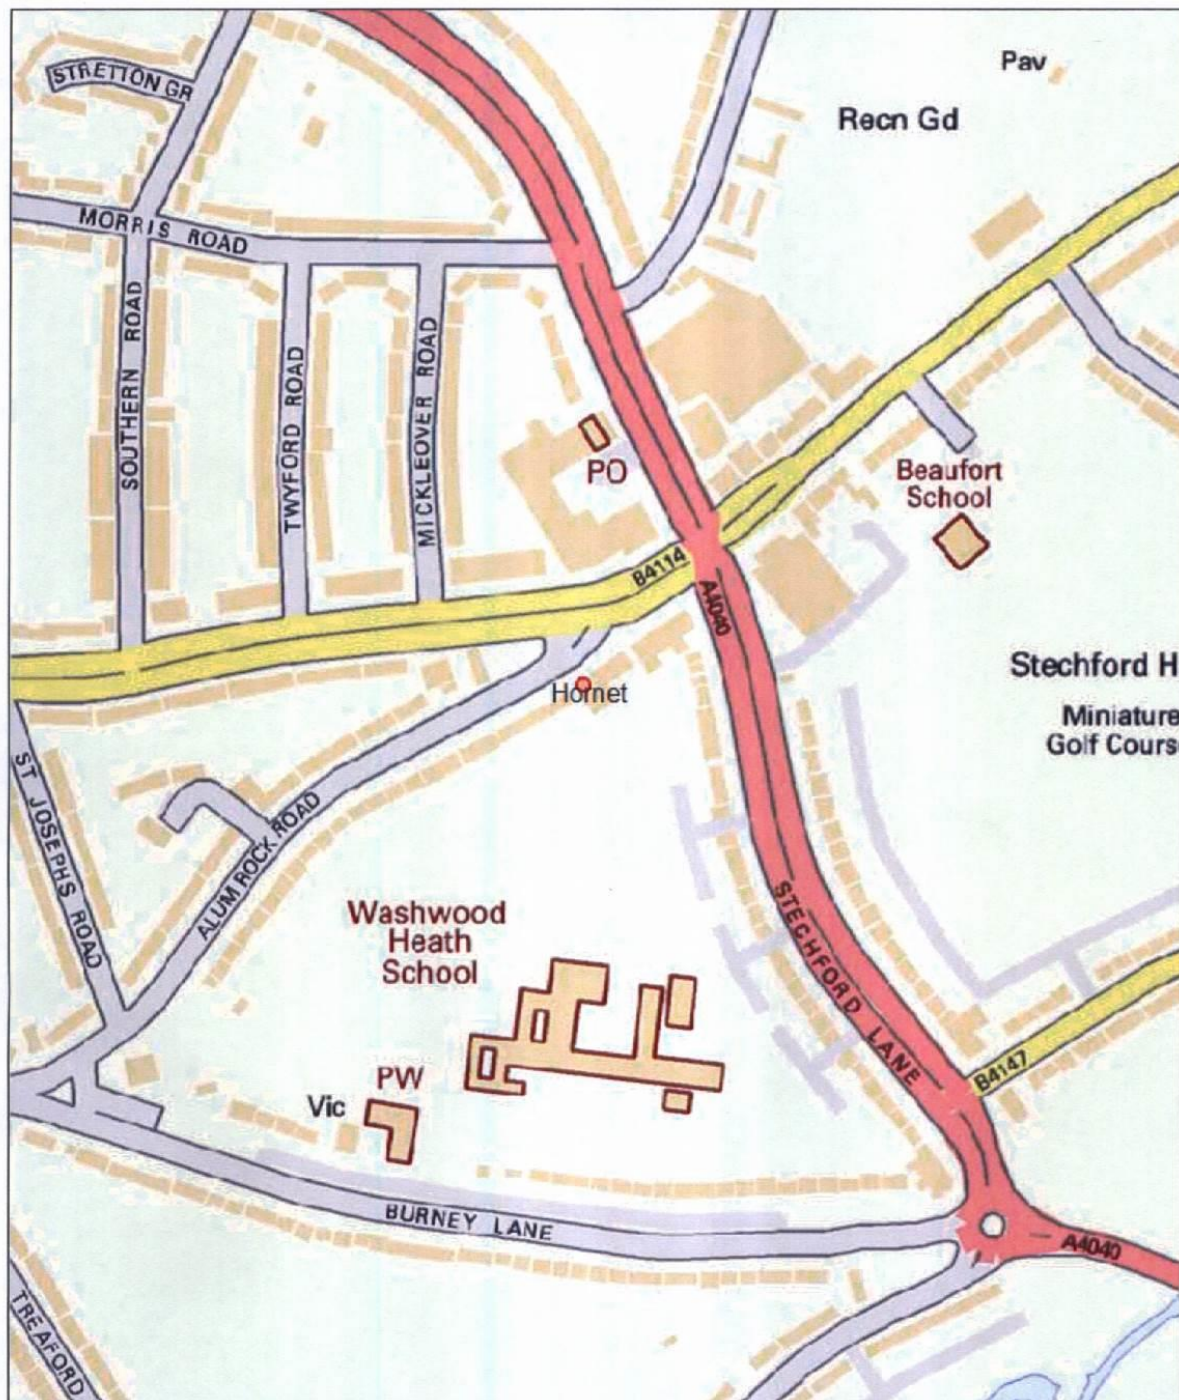 Pav
STRETTON GR
Recn Gd
MORRIS ROAD
SOUTHERN ROAD
TWYFORD ROAD
MICKLEOVER ROAD
PO
Beaufort
School
B4114
A4040
Stechford H
Hornet
Miniature
Golf Cours
ST JOSEPHS ROAD
ALUM ROCK ROAD
STECHFORD LANE
Washwood
Heath
School
B4147
PW
Vic
BURNEY LANE
A4040
TREAFORD